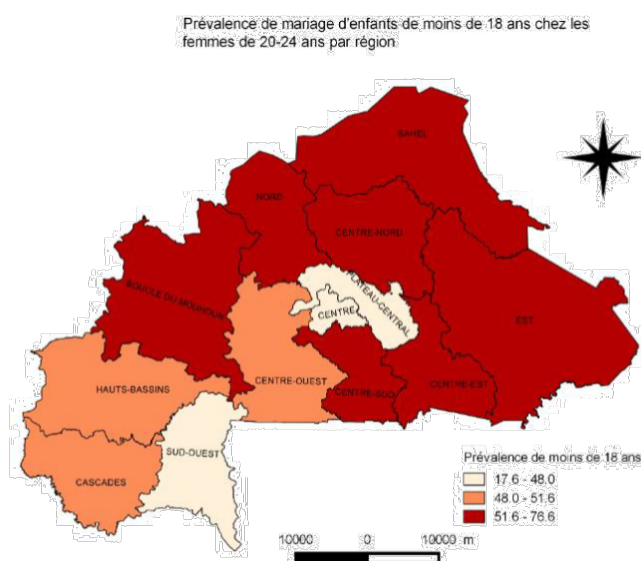 Prévalence de mariage d'enfants de moins de 18 ans chez les
femmes de 20-24 ans par région
SAHEL
NORD
CENTRE-NORD
BOUCLE DU MOUHOUN
PLATEAU-CENTRAL
CENTRE
EST
HAUTS-BASSINS
CENTRE-OUEST
CENTRE-SUD
CENTRE-EST
SUD-OUEST
CASCADES
Prévalence de moins de 18 ans
17.6 - 48.0
48.0 - 51.6
51.6 - 76.6
10000 0 10000 m